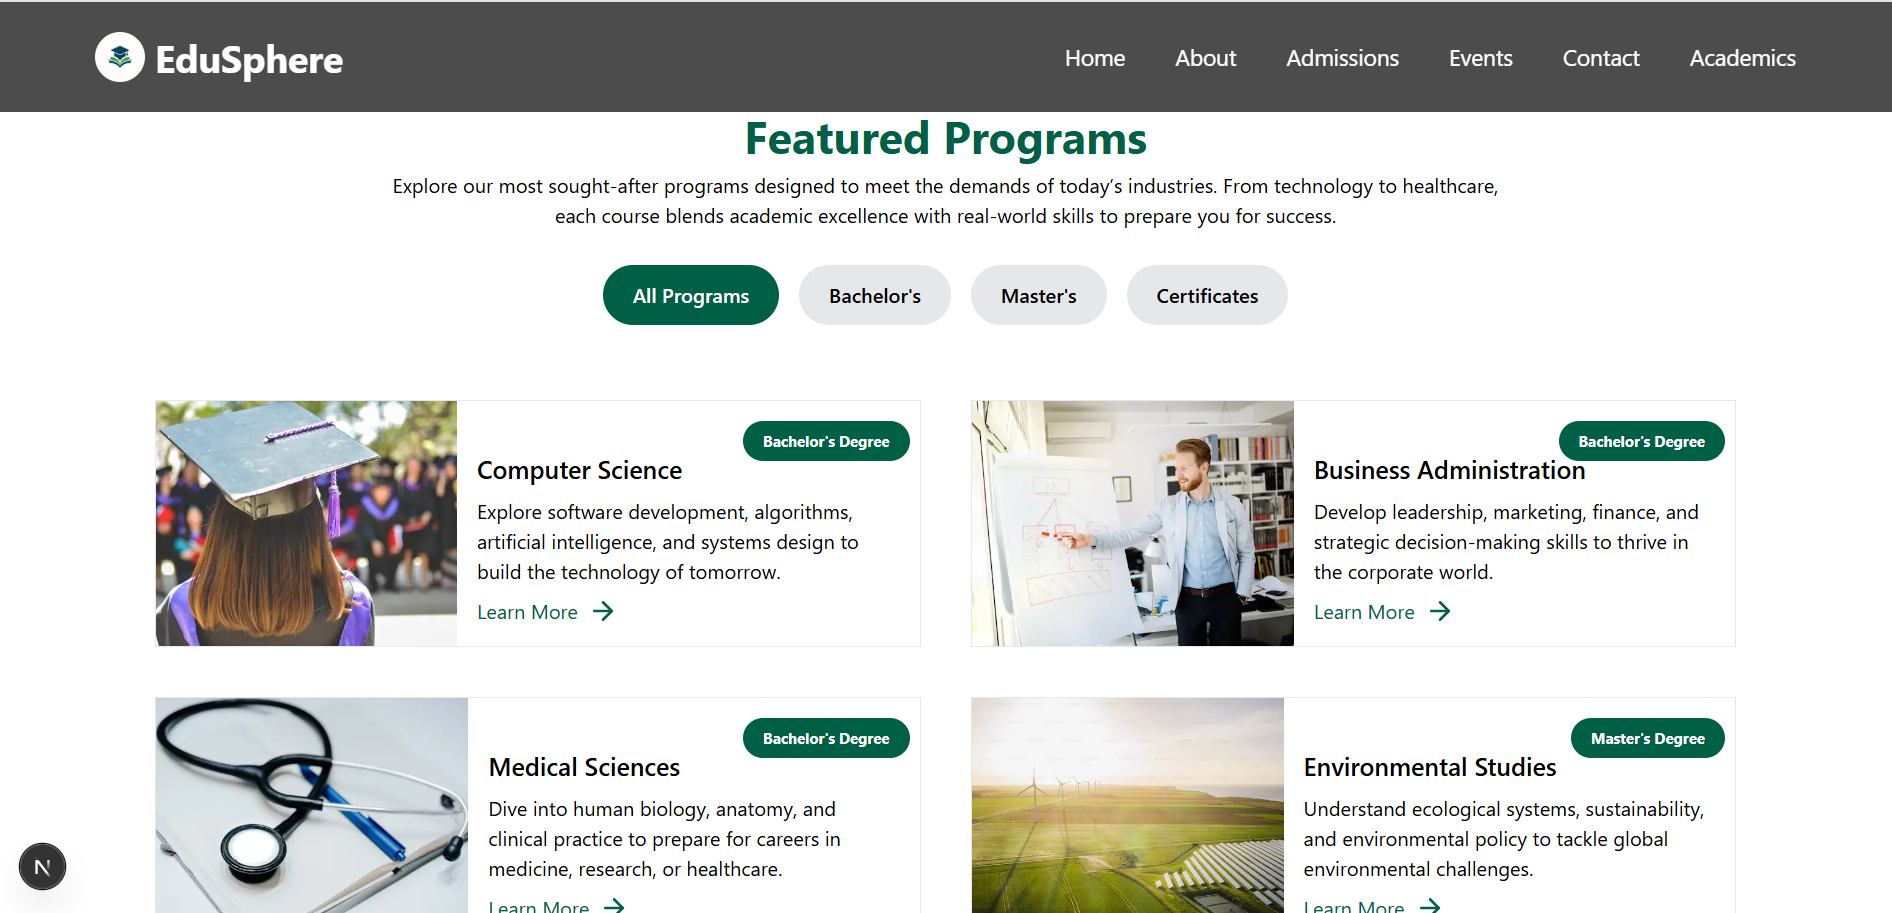 EduSphere
Home
About
Admissions
Events
Contact
Academics
Featured Programs
Explore our most sought-after programs designed to meet the demands of today’s industries. From technology to healthcare,
each course blends academic excellence with real-world skills to prepare you for success.
All Programs
Bachelor's
Master's
Certificates
Bachelor's Degree
Computer Science
Explore software development, algorithms,
artificial intelligence, and systems design to
build the technology of tomorrow.
Learn More
Bachelor's Degree
Business Administration
Develop leadership, marketing, finance, and
strategic decision-making skills to thrive in
the corporate world.
Learn More
Bachelor's Degree
Medical Sciences
Dive into human biology, anatomy, and
clinical practice to prepare for careers in
medicine, research, or healthcare.
Learn More
Master's Degree
Environmental Studies
Understand ecological systems, sustainability,
and environmental policy to tackle global
environmental challenges.
Learn More
N